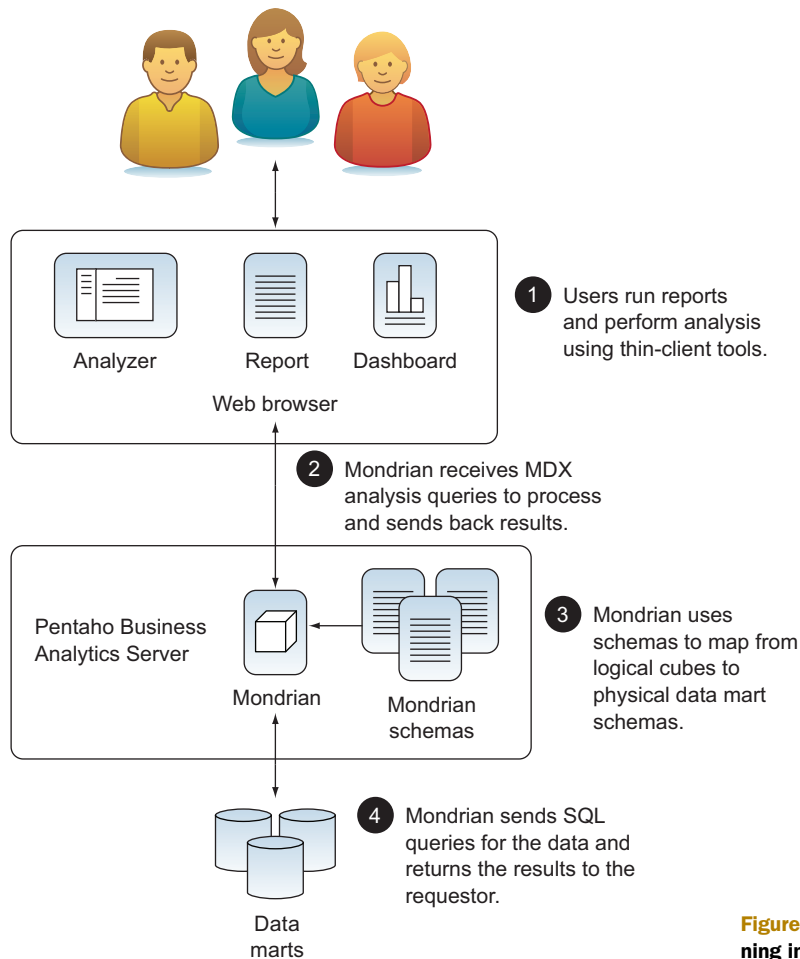 1 Users run reports
and perform analysis
using thin-client tools.
Analyzer
Report
Dashboard
Web browser
2 Mondrian receives MDX
analysis queries to process
and sends back results.
Pentaho Business
Analytics Server
Mondrian
Mondrian
schemas
3 Mondrian uses
schemas to map from
logical cubes to
physical data mart
schemas.
4 Mondrian sends SQL
queries for the data and
returns the results to the
requestor.
Data
marts
Figure
ning in